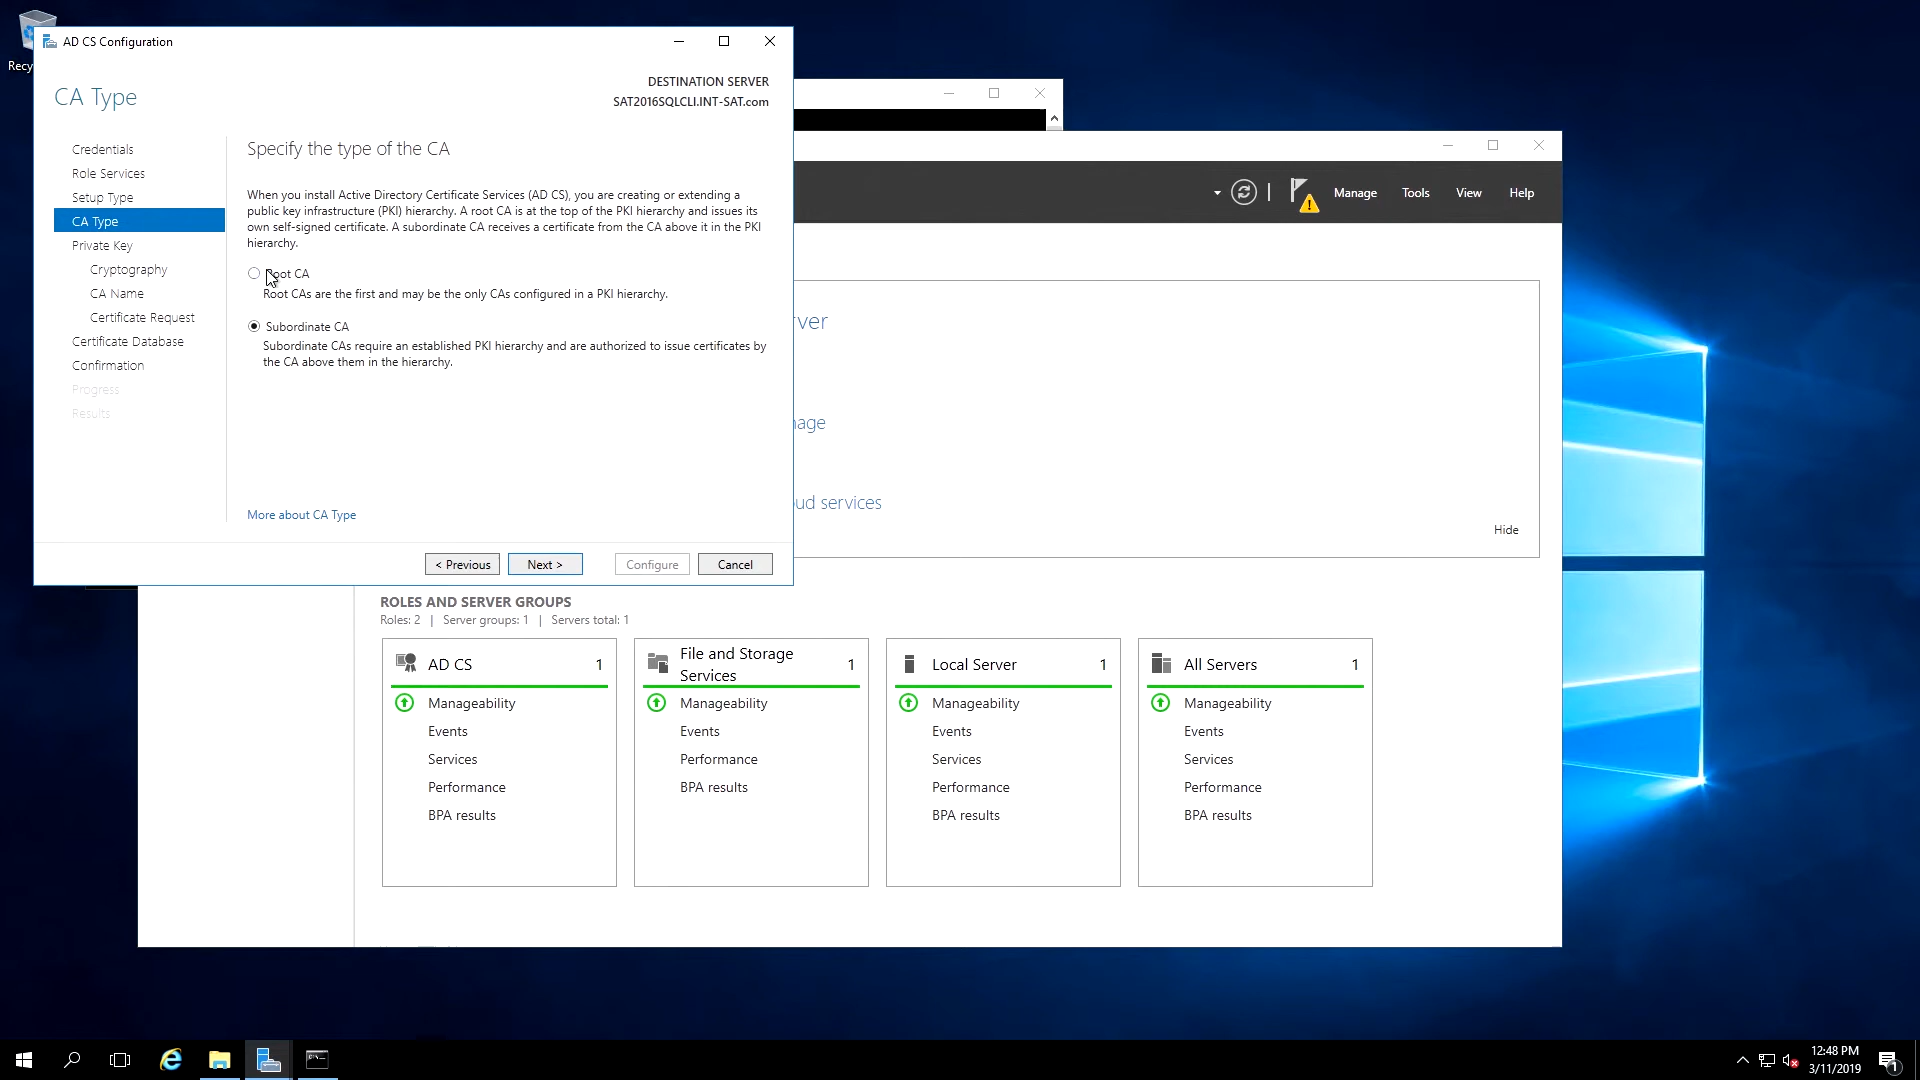 Recy
AD CS Configuration
DESTINATION SERVER
SAT2016SQLCLI.INT-SAT.com
CA Type
Credentials
Role Services
Setup Type
CA Type
Private Key
Cryptography
CA Name
Certificate Request
Certificate Database
Confirmation
Progress
Results
Specify the type of the CA
When you install Active Directory Certificate Services (AD CS), you are creating or extending a
public key infrastructure (PKI) hierarchy. A root CA is at the top of the PKI hierarchy and issues its
own self-signed certificate. A subordinate CA receives a certificate from the CA above it in the PKI
hierarchy.
Root CA
Root CAs are the first and may be the only CAs configured in a PKI hierarchy.
Subordinate CA
Subordinate CAs require an established PKI hierarchy and are authorized to issue certificates by
the CA above them in the hierarchy.
More about CA Type
< Previous
Next >
Configure
Cancel
Manage
Tools
View
Help
ver
nage
ud services
Hide
ROLES AND SERVER GROUPS
Roles: 2 | Server groups: 1 | Servers total: 1
AD CS 1
Manageability
Events
Services
Performance
BPA results
File and Storage
Services
1
Manageability
Events
Performance
BPA results
Local Server 1
Manageability
Events
Services
Performance
BPA results
All Servers 1
Manageability
Events
Services
Performance
BPA results
12:48 PM
3/11/2019
1